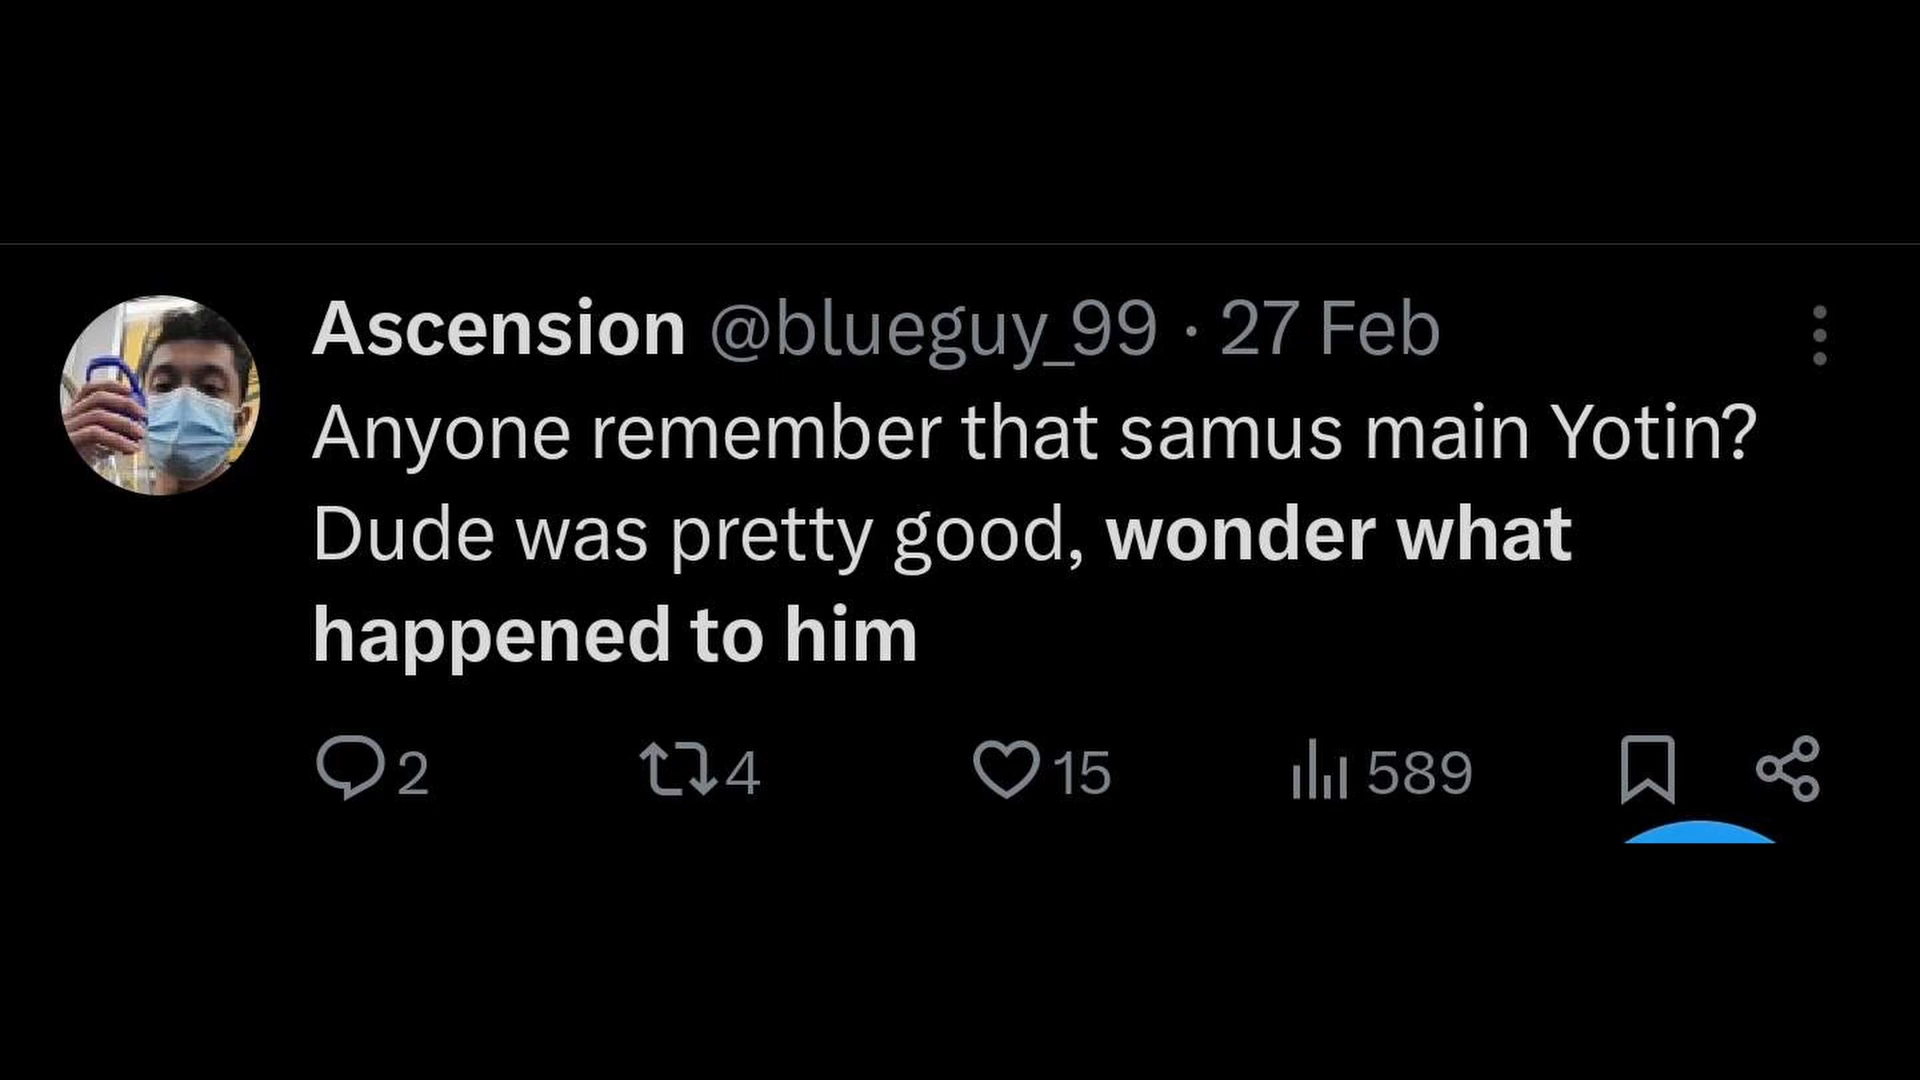 Ascension @blueguy_99 · 27 Feb
Anyone remember that samus main Yotin?
Dude was pretty good, wonder what
happened to him
2 4 15 589